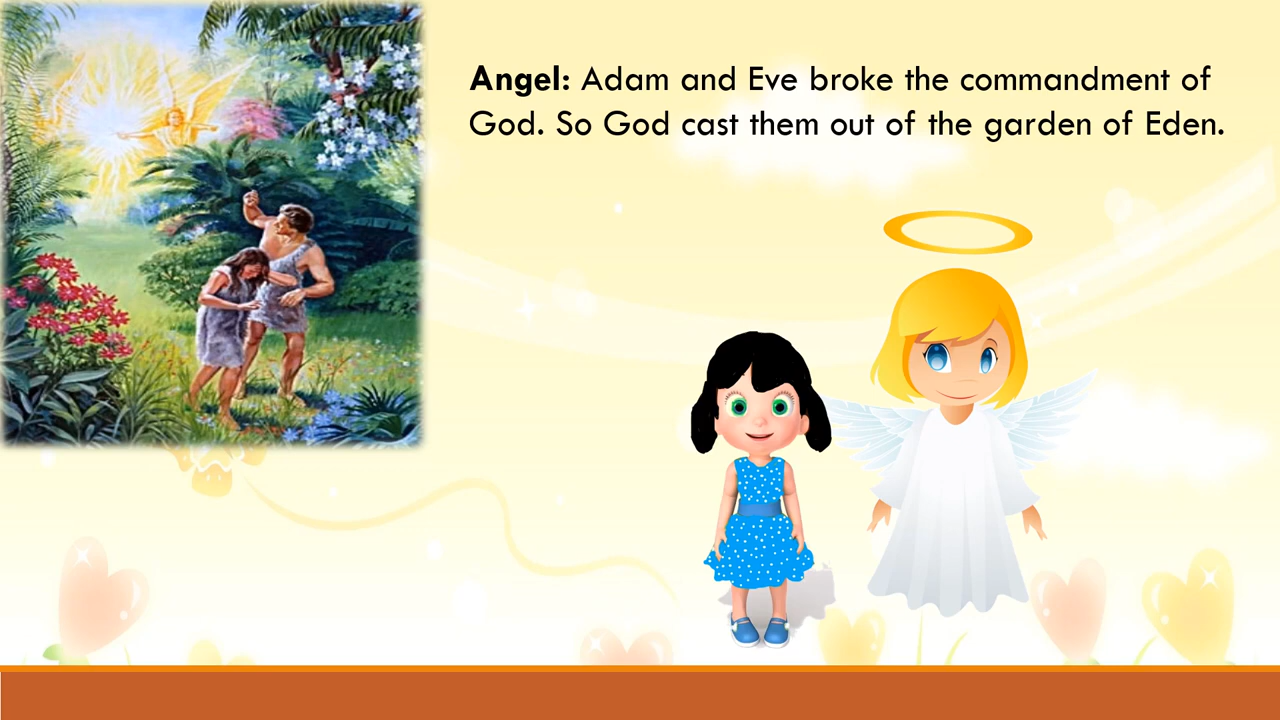 Angel: Adam and Eve broke the commandment of
God. So God cast them out of the garden of Eden.